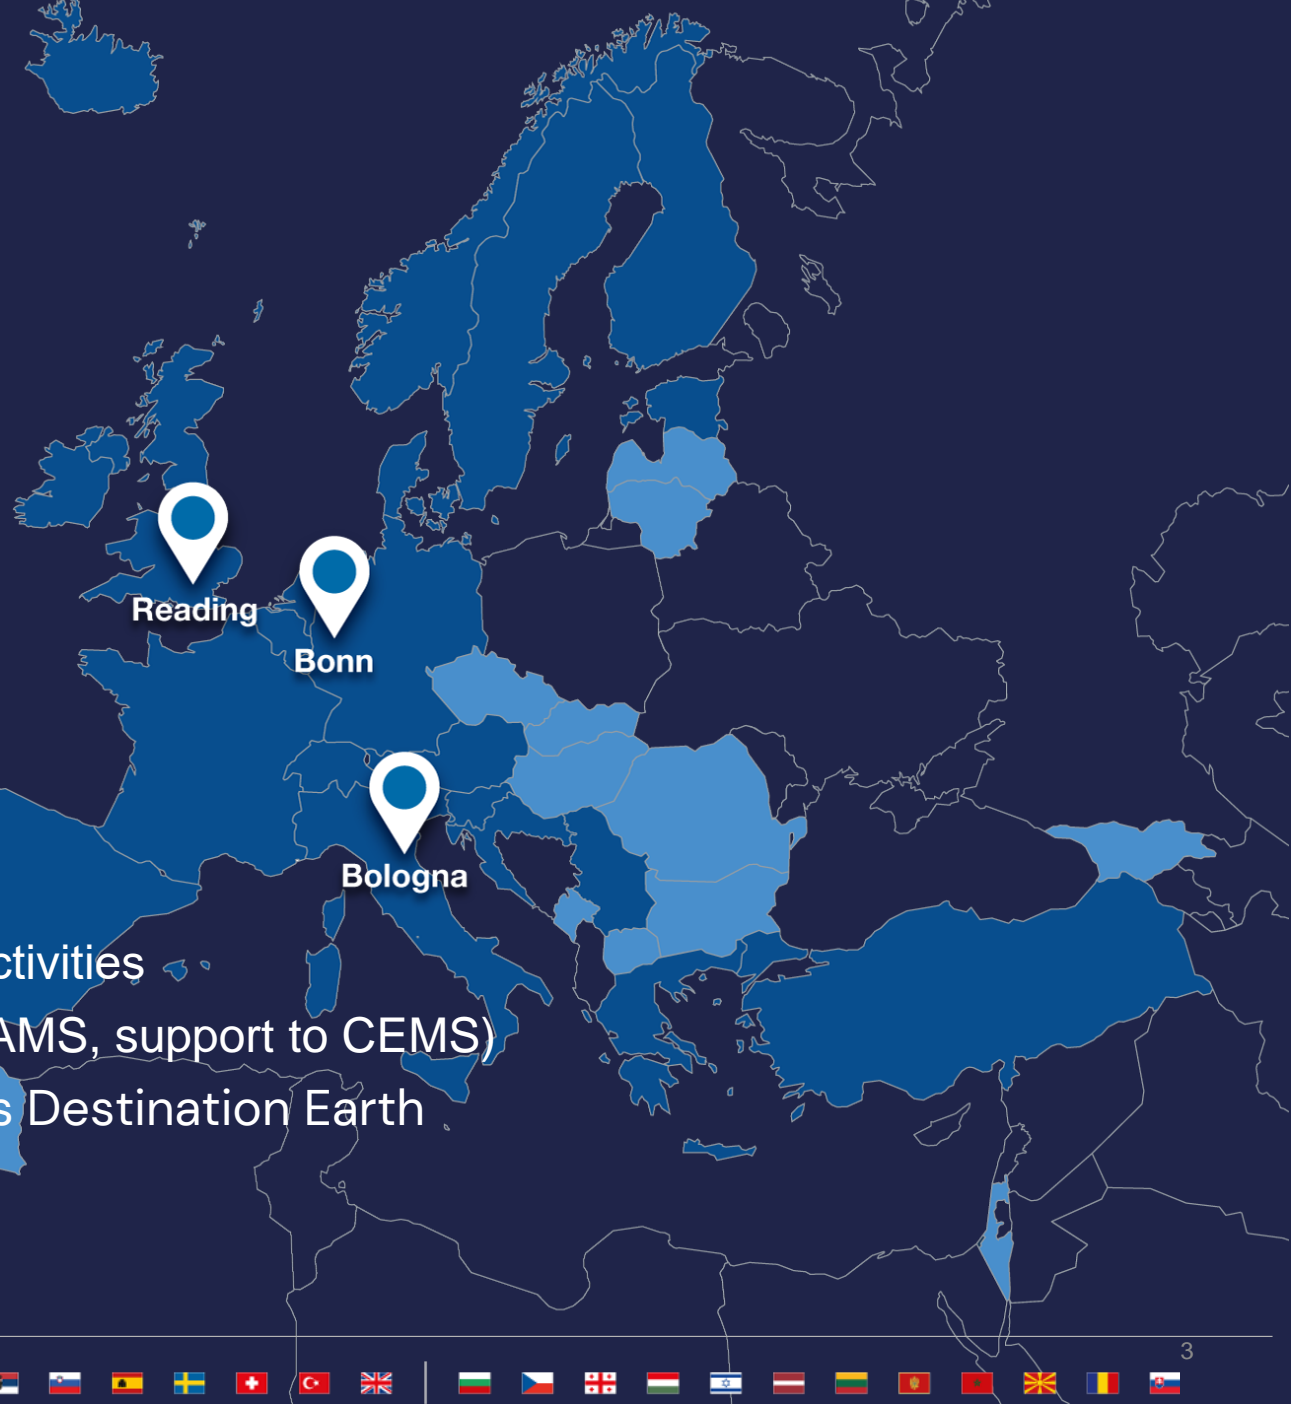 Reading
Bonn
Bologna
ctivities
AMS, support to CEMS)
s Destination Earth
3